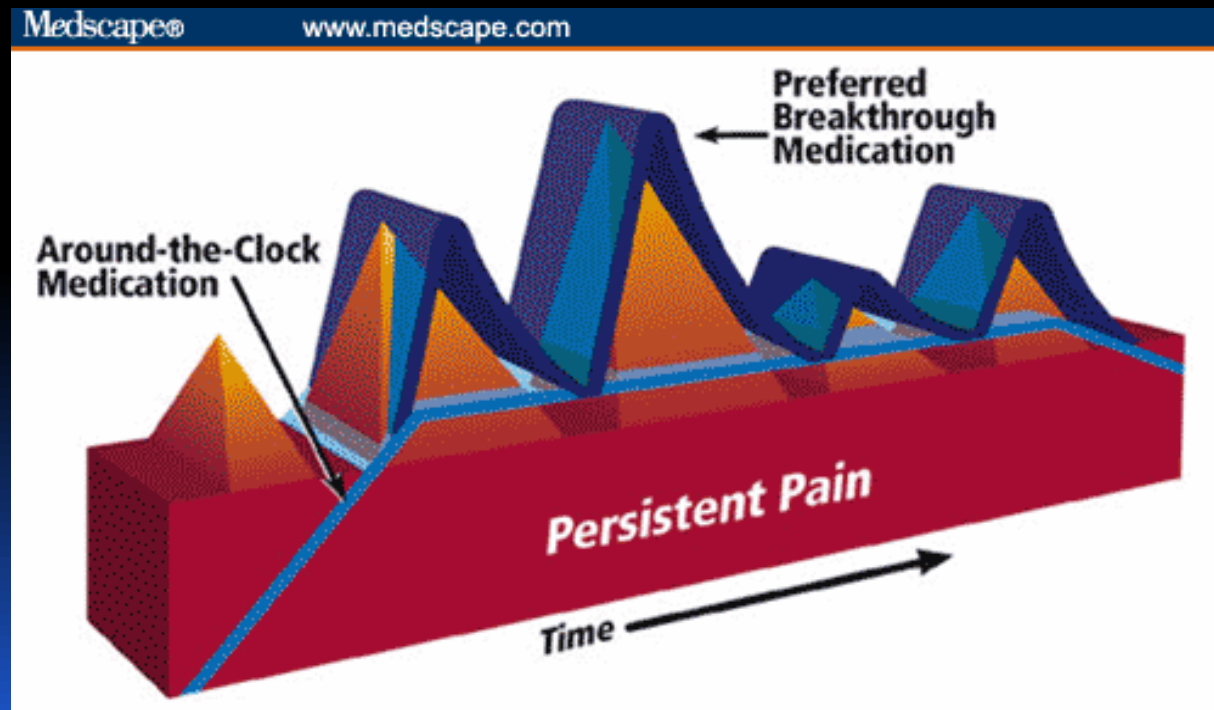 Medscape® www.medscape.com
Preferred
Breakthrough
Medication
Around-the-Clock
Medication
Persistent Pain
Time